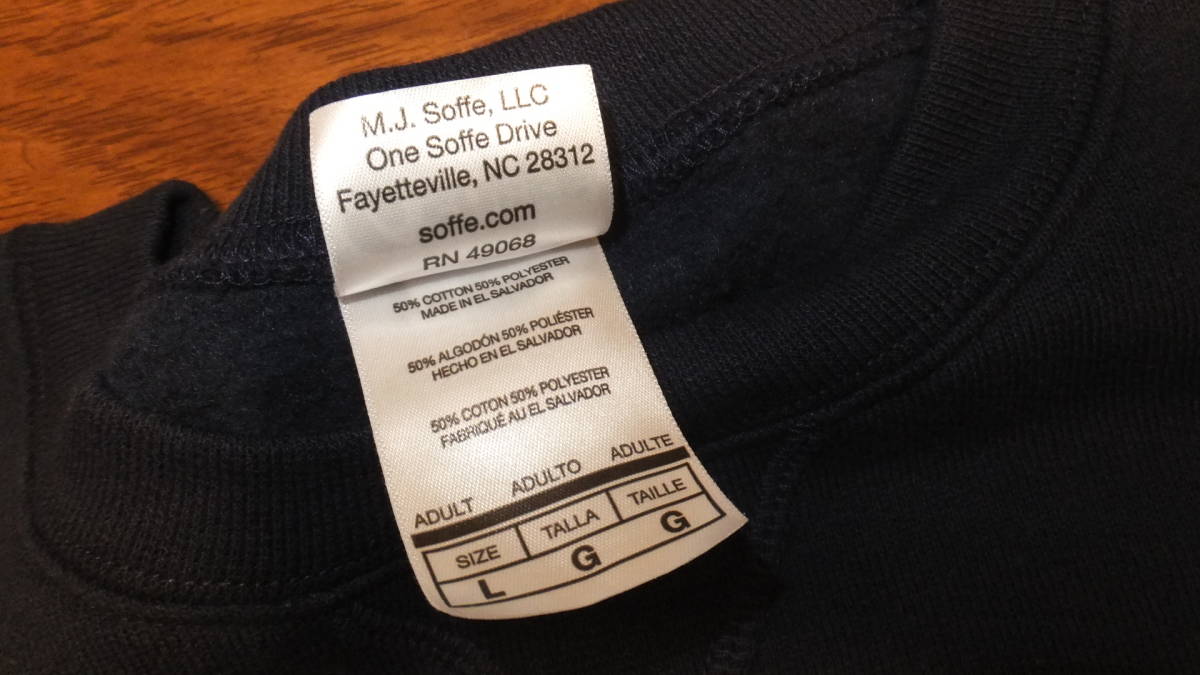 M.J. Soffe, LLC
One Soffe Drive
Fayetteville, NC 28312
soffe.com
RN 49068
50% COTTON 50% POLYESTER
MADE IN EL SALVADOR
50% ALGODÓN 50% POLIÉSTER
HECHO EN EL SALVADOR
50% COTON 50% POLYESTER
FABRIQUÉ AU EL SALVADOR
ADULT ADULTO ADULTE
SIZE TALLA TAILLE
L G G